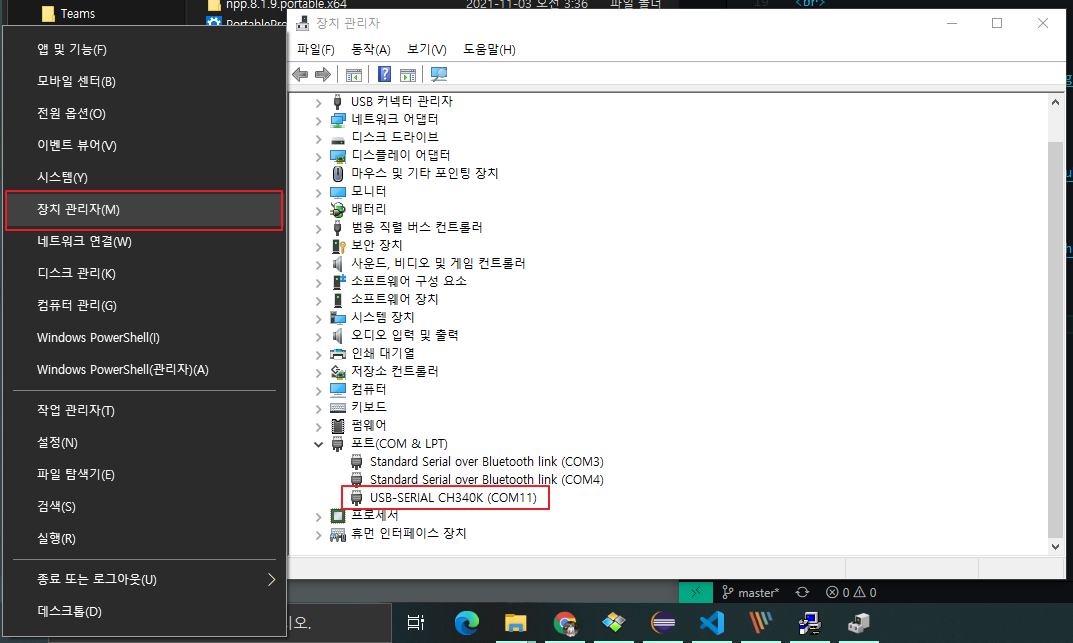 Teams
npp.8.1.9.portable.x64
2021-11-03 오전 3:36
파일 폴더
19
<br>
앱 및 기능(F)
모바일 센터(B)
전원 옵션(O)
이벤트 뷰어(V)
시스템(Y)
장치 관리자(M)
네트워크 연결(W)
디스크 관리(K)
컴퓨터 관리(G)
Windows PowerShell(I)
Windows PowerShell(관리자)(A)
작업 관리자(T)
설정(N)
파일 탐색기(E)
검색(S)
실행(R)
종료 또는 로그아웃(U)
데스크톱(D)
장치 관리자
파일(F) 동작(A) 보기(V) 도움말(H)
USB 커넥터 관리자
네트워크 어댑터
디스크 드라이브
디스플레이 어댑터
마우스 및 기타 포인팅 장치
모니터
배터리
범용 직렬 버스 컨트롤러
보안 장치
사운드, 비디오 및 게임 컨트롤러
소프트웨어 구성 요소
소프트웨어 장치
시스템 장치
오디오 입력 및 출력
인쇄 대기열
저장소 컨트롤러
컴퓨터
키보드
펌웨어
포트(COM & LPT)
Standard Serial over Bluetooth link (COM3)
Standard Serial over Bluetooth link (COM4)
USB-SERIAL CH340K (COM11)
프로세서
휴먼 인터페이스 장치
master* 0 0